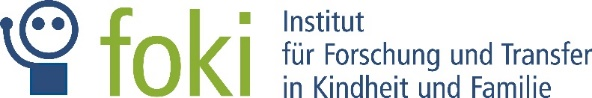 foki
Institut
für Forschung und Transfer
in Kindheit und Familie